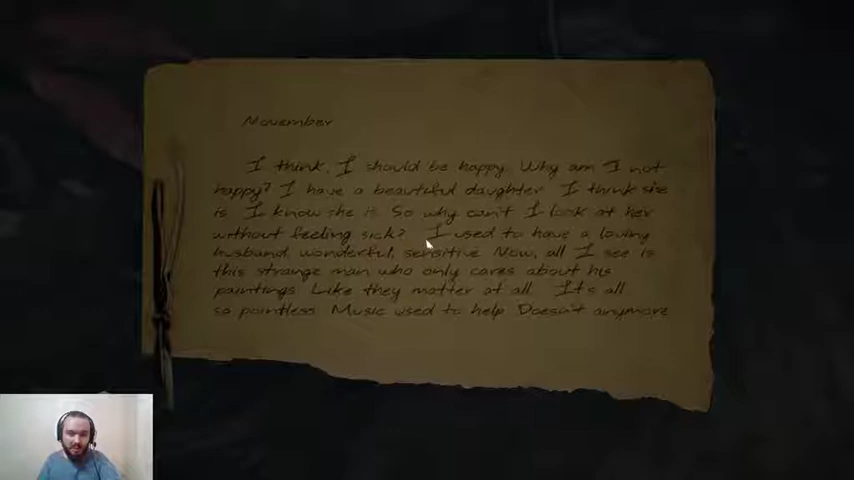 November
I think, I should be happy. Why am I not
happy? I have a beautiful daughter. I think she
is. I know she is. So why can't I look at her
without feeling sick? I used to have a loving
husband, wonderful, sensitive. Now, all I see is
this strange man who only cares about his
paintings. Like they matter at all. It's all
so pointless. Music used to help. Doesn't anymore